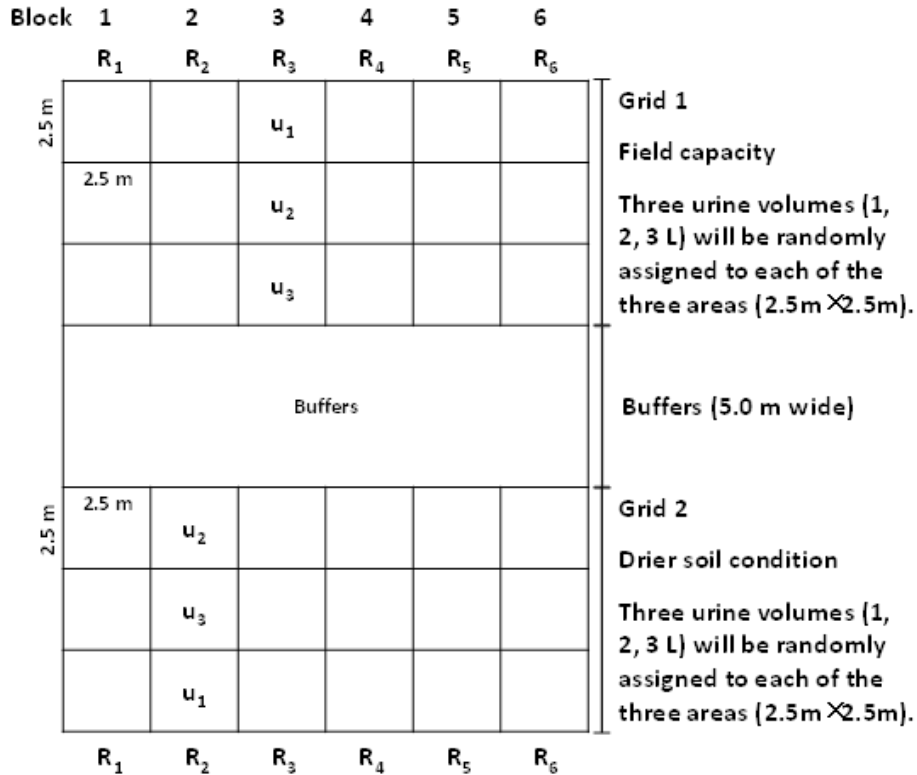 Block 1 2 3 4 5 6
R₁ R₂ R₃ R₄ R₅ R₆
2.5 m
u₁
Grid 1
Field capacity
2.5 m
u₂
u₃
Three urine volumes (1,
2, 3 L) will be randomly
assigned to each of the
three areas (2.5m ×2.5m).
Buffers
Buffers (5.0 m wide)
2.5 m
2.5 m
u₂
u₃
u₁
Grid 2
Drier soil condition
Three urine volumes (1,
2, 3 L) will be randomly
assigned to each of the
three areas (2.5m ×2.5m).
R₁ R₂ R₃ R₄ R₅ R₆